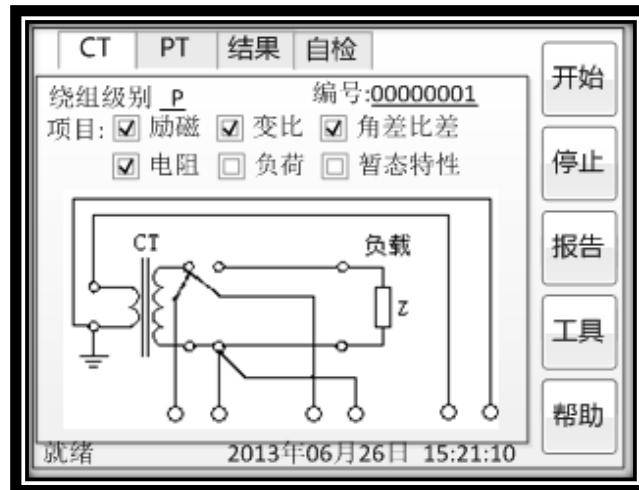 CT PT 结果 自检
绕组级别 P 编号:00000001
项目: 励磁 变比 角差比差
电阻 负荷 暂态特性
CT 负载
Z
就绪 2013年06月26日 15:21:10
开始
停止
报告
工具
帮助